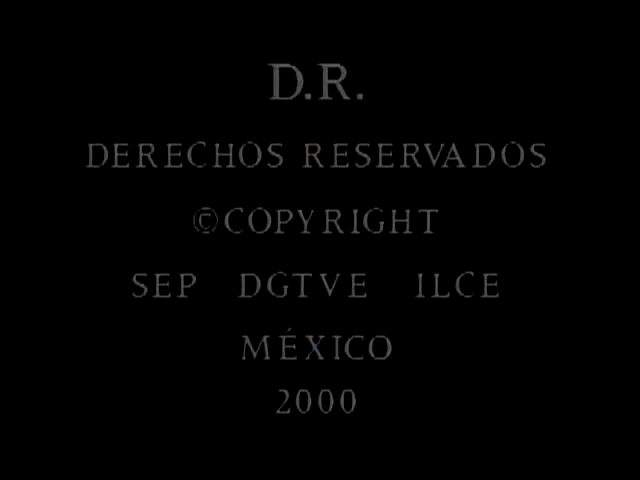 D.R.
DERECHOS RESERVADOS
©COPYRIGHT
SEP DGTVE ILCE
MÉXICO
2000